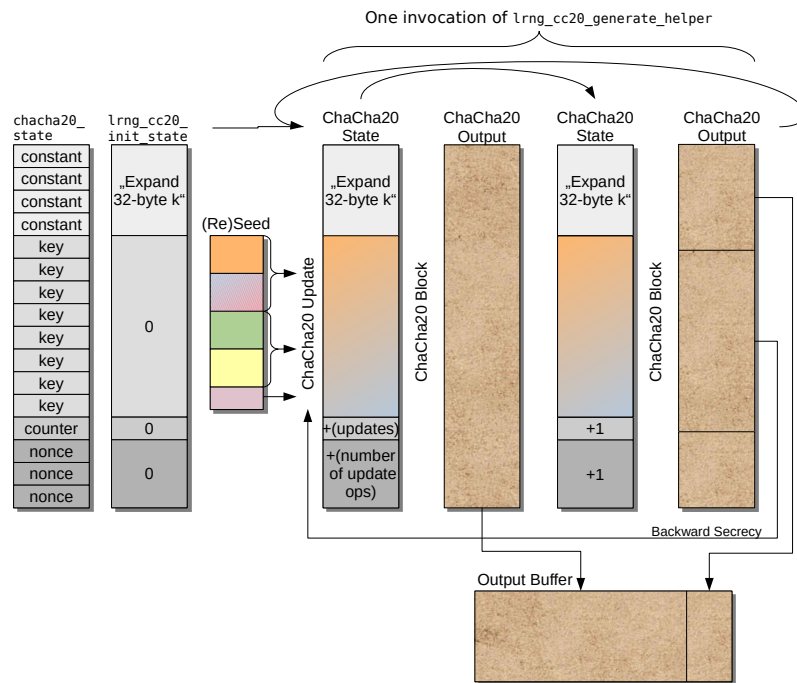 One invocation of lrng_cc20_generate_helper
chacha20_
state
lrng_cc20_
init_state
ChaCha20
State
ChaCha20
Output
ChaCha20
State
ChaCha20
Output
constant
constant
constant
constant
key
key
key
key
key
key
key
key
counter
nonce
nonce
nonce
„Expand
32-byte k“
0
0
0
(Re)Seed
ChaCha20 Update
„Expand
32-byte k“
+(updates)
+(number
of update
ops)
ChaCha20 Block
„Expand
32-byte k“
+1
+1
ChaCha20 Block
Backward Secrecy
Output Buffer